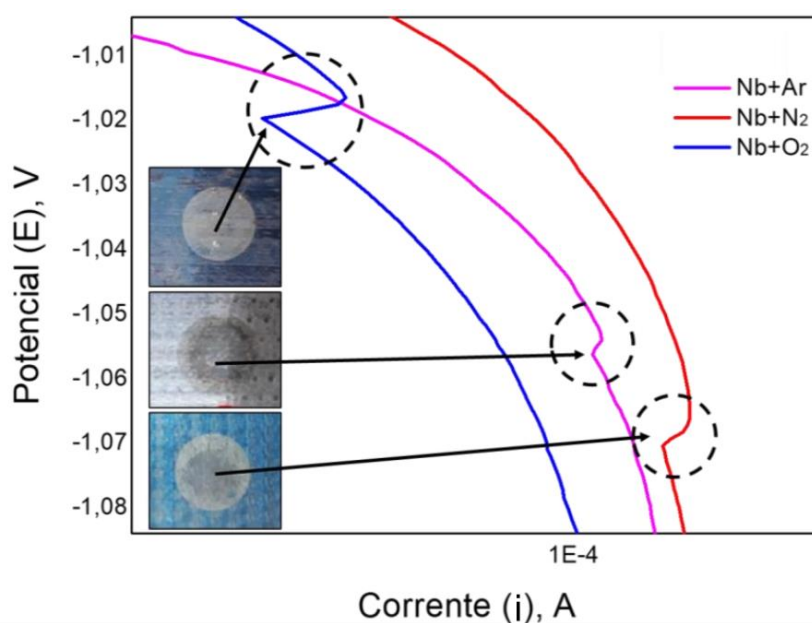 -1,01
-1,02
-1,03
-1,04
-1,05
-1,06
-1,07
-1,08
Potencial (E), V
Nb+Ar
Nb+N₂
Nb+O₂
1E-4
Corrente (i), A